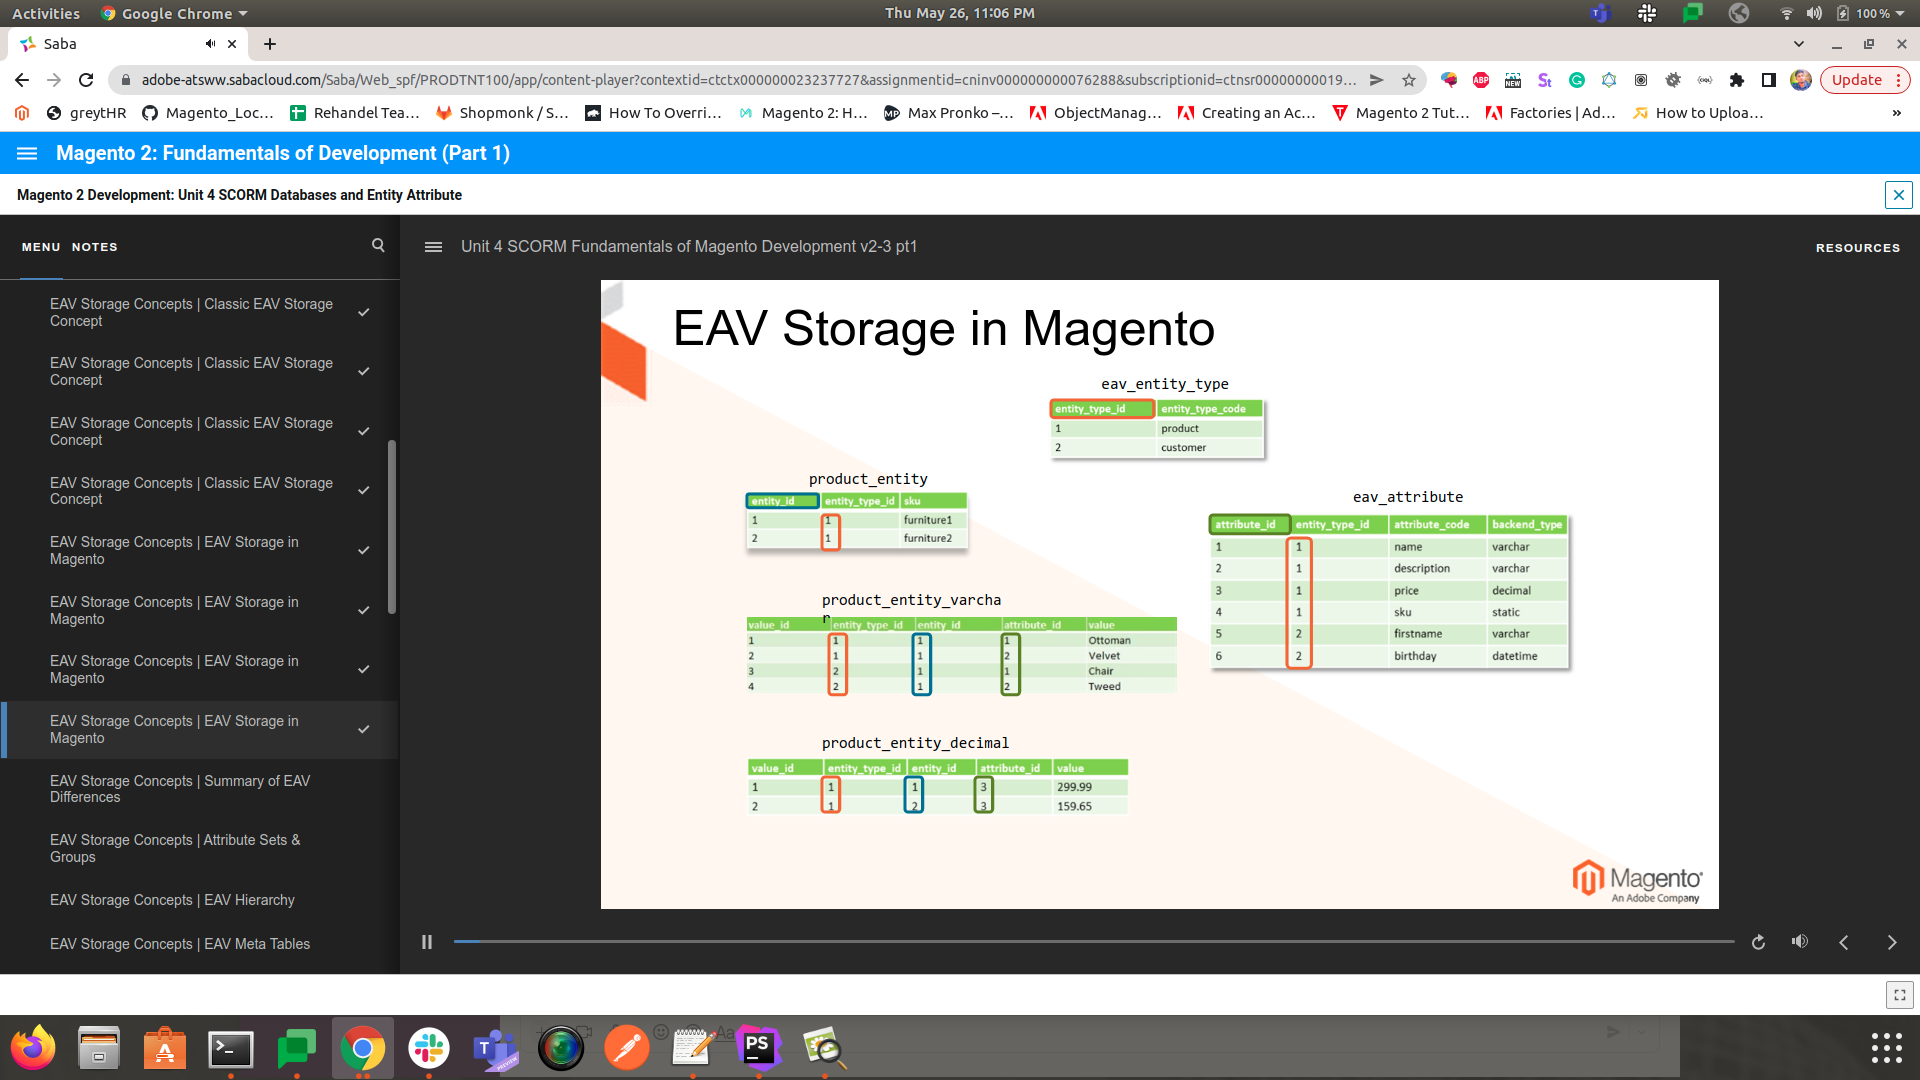 Activities
Google Chrome
Thu May 26, 11:06 PM
100 %
Saba
adobe-atsww.sabacloud.com/Saba/Web_spf/PRODTNT100/app/content-player?contextid=ctctx000000023237727&assignmentid=cninv000000000076288&subscriptionid=ctnsr00000000019...
Update
greytHR
Magento_Loc...
Rehandel Tea...
Shopmonk / S...
How To Overri...
Magento 2: H...
Max Pronko –...
ObjectManag...
Creating an Ac...
Magento 2 Tut...
Factories | Ad...
How to Uploa...
»
Magento 2: Fundamentals of Development (Part 1)
Magento 2 Development: Unit 4 SCORM Databases and Entity Attribute
MENU NOTES
Unit 4 SCORM Fundamentals of Magento Development v2-3 pt1
RESOURCES
EAV Storage Concepts | Classic EAV Storage
Concept
EAV Storage Concepts | Classic EAV Storage
Concept
EAV Storage Concepts | Classic EAV Storage
Concept
EAV Storage Concepts | Classic EAV Storage
Concept
EAV Storage Concepts | EAV Storage in
Magento
EAV Storage Concepts | EAV Storage in
Magento
EAV Storage Concepts | EAV Storage in
Magento
EAV Storage Concepts | EAV Storage in
Magento
EAV Storage Concepts | Summary of EAV
Differences
EAV Storage Concepts | Attribute Sets &
Groups
EAV Storage Concepts | EAV Hierarchy
EAV Storage Concepts | EAV Meta Tables
EAV Storage in Magento
eav_entity_type
entity_type_id entity_type_code
1 product
2 customer
product_entity
entity_id entity_type_id sku
1 1 furniture1
2 1 furniture2
eav_attribute
attribute_id entity_type_id attribute_code backend_type
1 1 name varchar
2 1 description varchar
3 1 price decimal
4 1 sku static
5 2 firstname varchar
6 2 birthday datetime
product_entity_varcha
r
value_id entity_type_id entity_id attribute_id value
1 1 1 1 Ottoman
2 1 1 2 Velvet
3 2 1 1 Chair
4 2 1 2 Tweed
product_entity_decimal
value_id entity_type_id entity_id attribute_id value
1 1 1 3 299.99
2 1 2 3 159.65
Magento
An Adobe Company